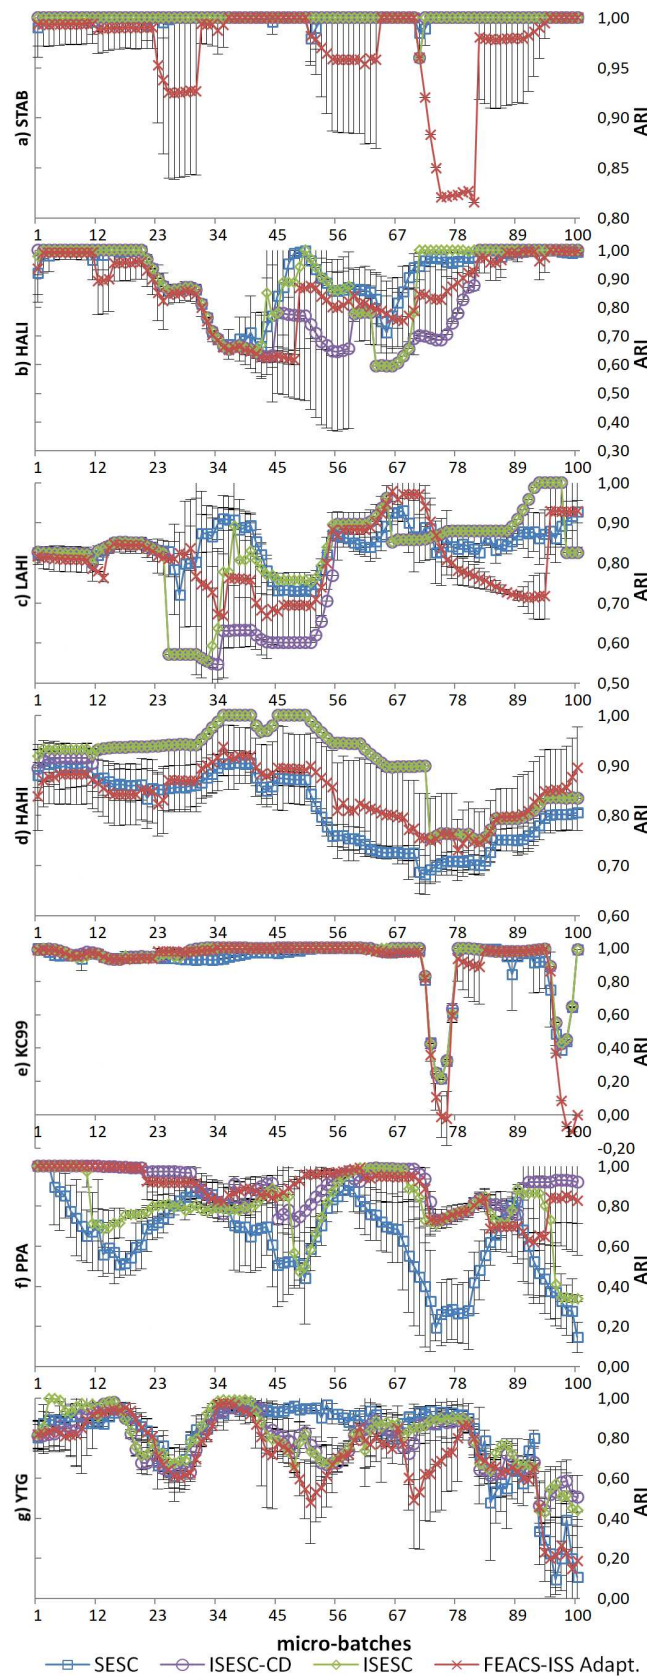 1,00
0,95
0,90
0,85
0,80
a) STAB
ARI
1 12 23 34 45 56 67 78 89 100
1,00
0,90
0,80
0,70
0,60
0,50
0,40
0,30
b) HALI
ARI
1 12 23 34 45 56 67 78 89 100
1,00
0,90
0,80
0,70
0,60
0,50
c) LAHI
ARI
1 12 23 34 45 56 67 78 89 100
1,00
0,90
0,80
0,70
0,60
d) HAHI
ARI
1 12 23 34 45 56 67 78 89 100
1,00
0,80
0,60
0,40
0,20
0,00
-0,20
e) KC99
ARI
1 12 23 34 45 56 67 78 89 100
1,00
0,80
0,60
0,40
0,20
0,00
f) PPA
ARI
1 12 23 34 45 56 67 78 89 100
1,00
0,80
0,60
0,40
0,20
0,00
g) YTG
ARI
1 12 23 34 45 56 67 78 89 100
micro-batches
SESC ISESC-CD ISESC FEACS-ISS Adapt.